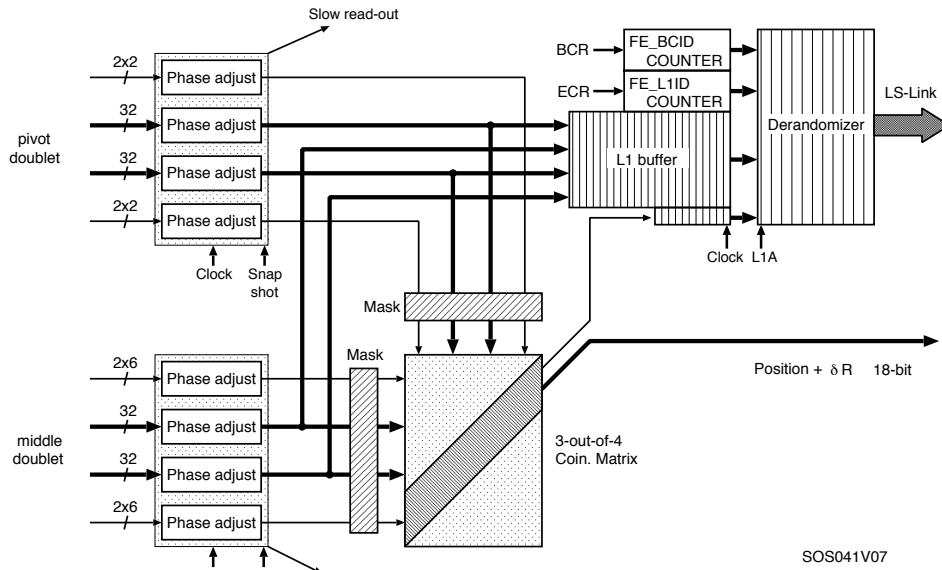 Slow read-out
BCR
FE_BCID
COUNTER
ECR
FE_L1ID
COUNTER
LS-Link
Derandomizer
L1 buffer
Clock
L1A
pivot
doublet
2x2
Phase adjust
32
Phase adjust
32
Phase adjust
2x2
Phase adjust
Clock
Snap
shot
Mask
Mask
Position + δ R 18-bit
middle
doublet
2x6
Phase adjust
32
Phase adjust
32
Phase adjust
2x6
Phase adjust
3-out-of-4
Coin. Matrix
SOS041V07